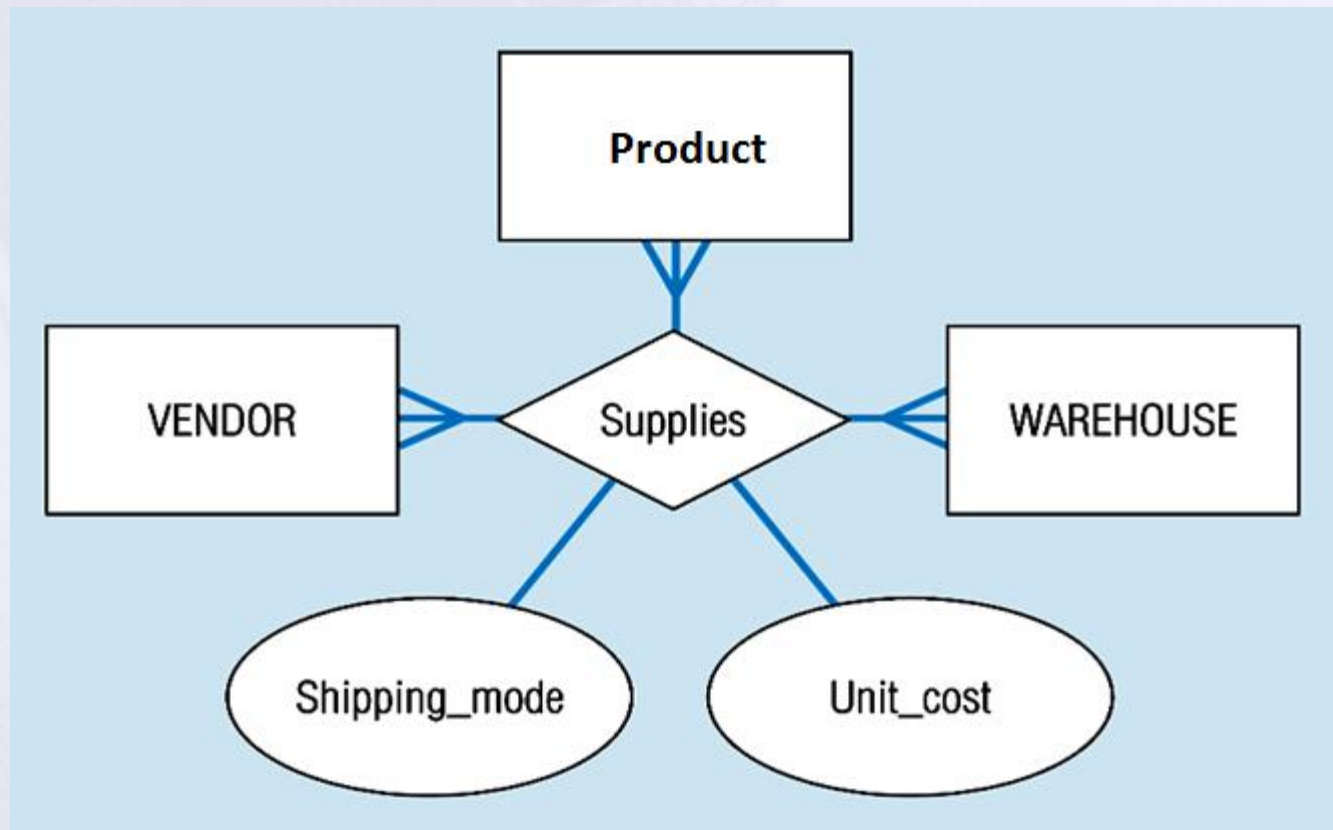 Product
VENDOR
Supplies
WAREHOUSE
Shipping_mode
Unit_cost